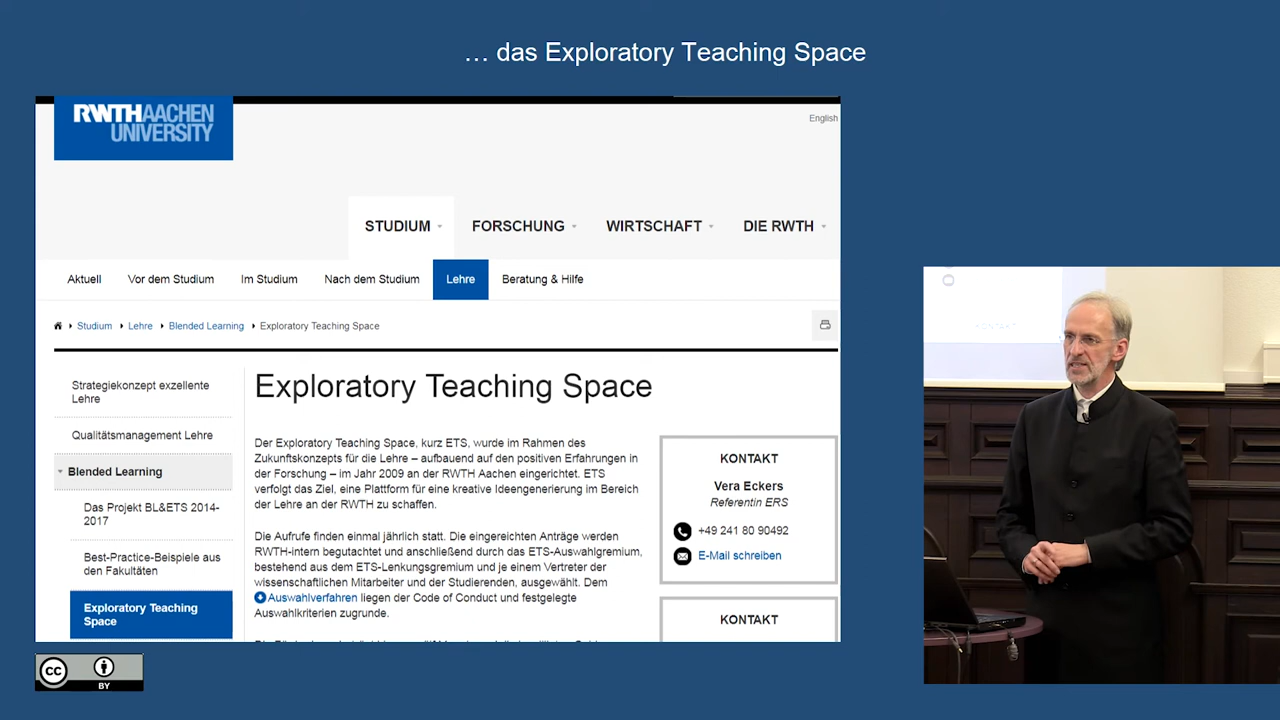 … das Exploratory Teaching Space
RWTHAACHEN
UNIVERSITY
English
STUDIUM
FORSCHUNG
WIRTSCHAFT
DIE RWTH
Aktuell
Vor dem Studium
Im Studium
Nach dem Studium
Lehre
Beratung & Hilfe
Studium
Lehre
Blended Learning
Exploratory Teaching Space
Strategiekonzept exzellente
Lehre
Qualitätsmanagement Lehre
Blended Learning
Das Projekt BL&ETS 2014-
2017
Best-Practice-Beispiele aus
den Fakultäten
Exploratory Teaching
Space
Exploratory Teaching Space
Der Exploratory Teaching Space, kurz ETS, wurde im Rahmen des
Zukunftskonzepts für die Lehre – aufbauend auf den positiven Erfahrungen in
der Forschung – im Jahr 2009 an der RWTH Aachen eingerichtet. ETS
verfolgt das Ziel, eine Plattform für eine kreative Ideengenerierung im Bereich
der Lehre an der RWTH zu schaffen.
Die Aufrufe finden einmal jährlich statt. Die eingereichten Anträge werden
RWTH-intern begutachtet und anschließend durch das ETS-Auswahlgremium,
bestehend aus dem ETS-Lenkungsgremium und je einem Vertreter der
wissenschaftlichen Mitarbeiter und der Studierenden, ausgewählt. Dem
Auswahlverfahren liegen der Code of Conduct und festgelegte
Auswahlkriterien zugrunde.
KONTAKT
Vera Eckers
Referentin ERS
+49 241 80 90492
E-Mail schreiben
KONTAKT
KONTAKT
cc
BY